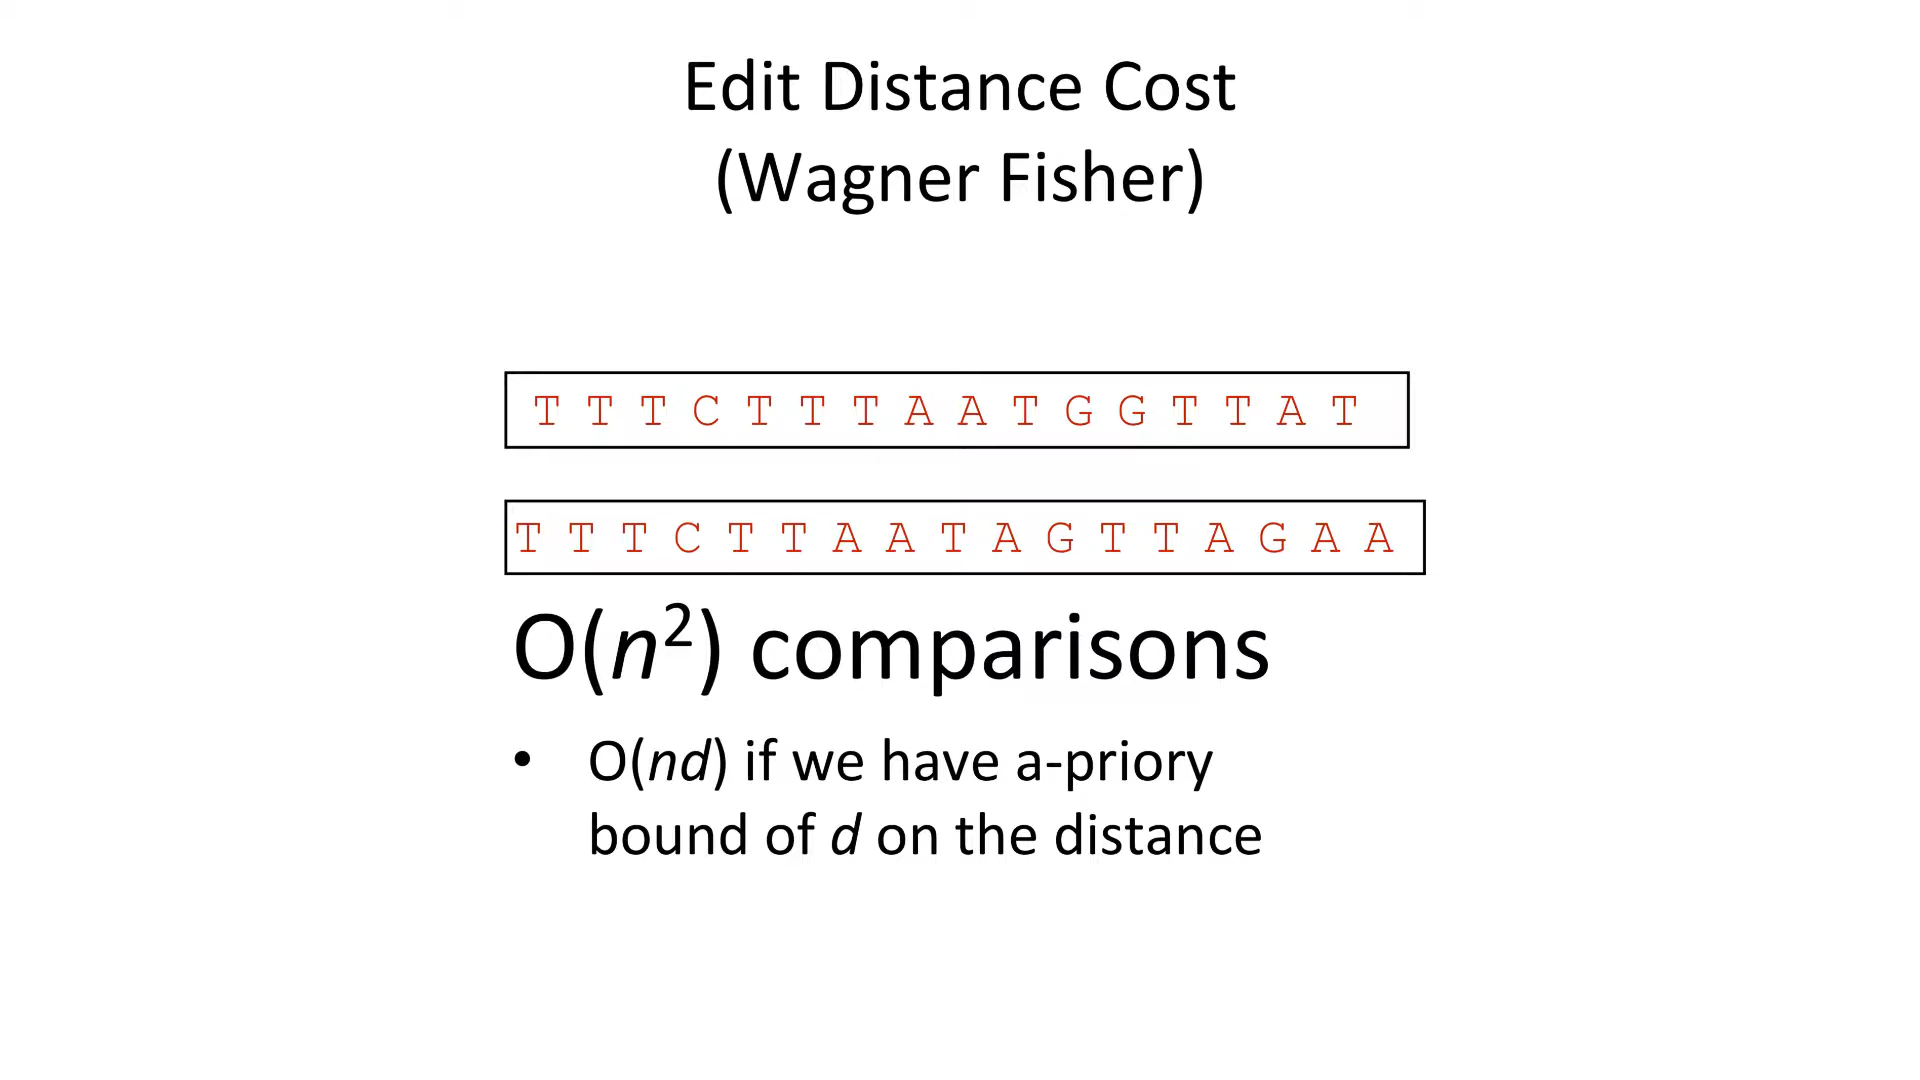 Edit Distance Cost
(Wagner Fisher)
T T T C T T T A A T G G T T A T
T T T C T T A A T A G T T A G A A
O(n²) comparisons
• O(nd) if we have a-priory
bound of d on the distance